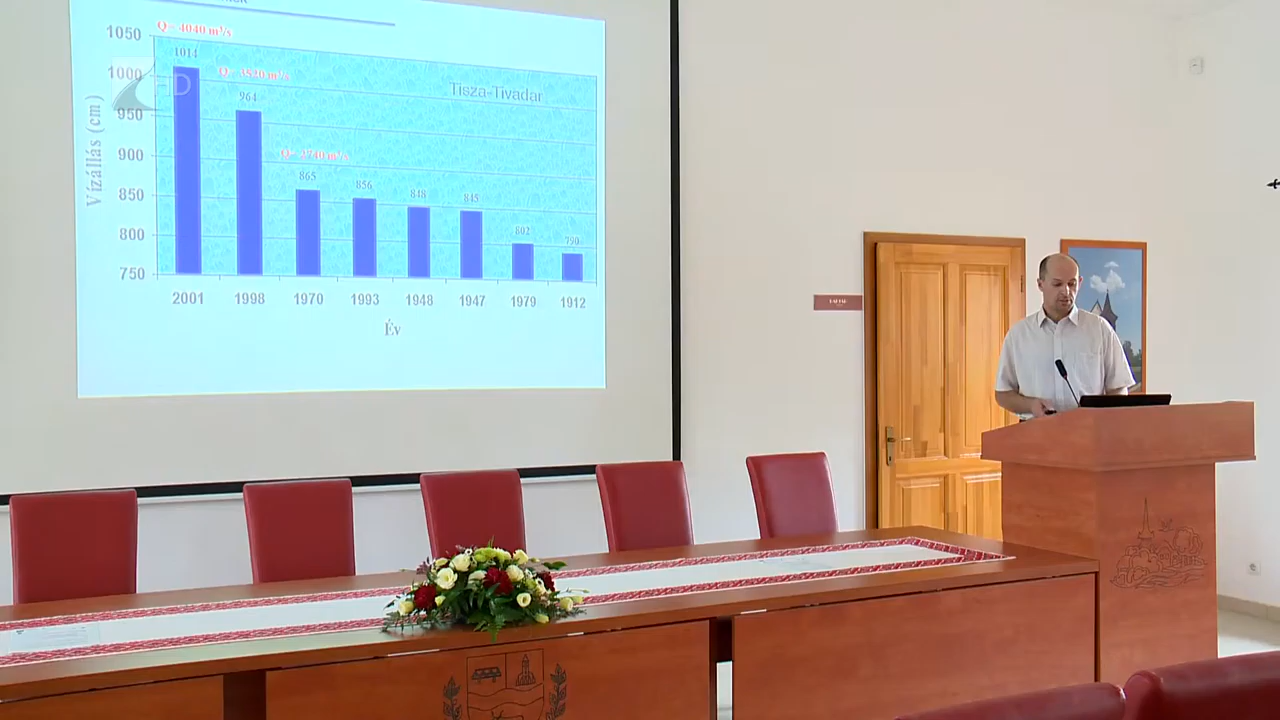 1050
Q= 4040 m³/s
1014
1000
HD
Q= 3520 m³/s
964
Tisza-Tivadar
950
Vízállás (cm)
900
Q= 2740 m³/s
865
856
848
845
850
802
790
800
750
2001 1998 1970 1993 1948 1947 1979 1912
Év